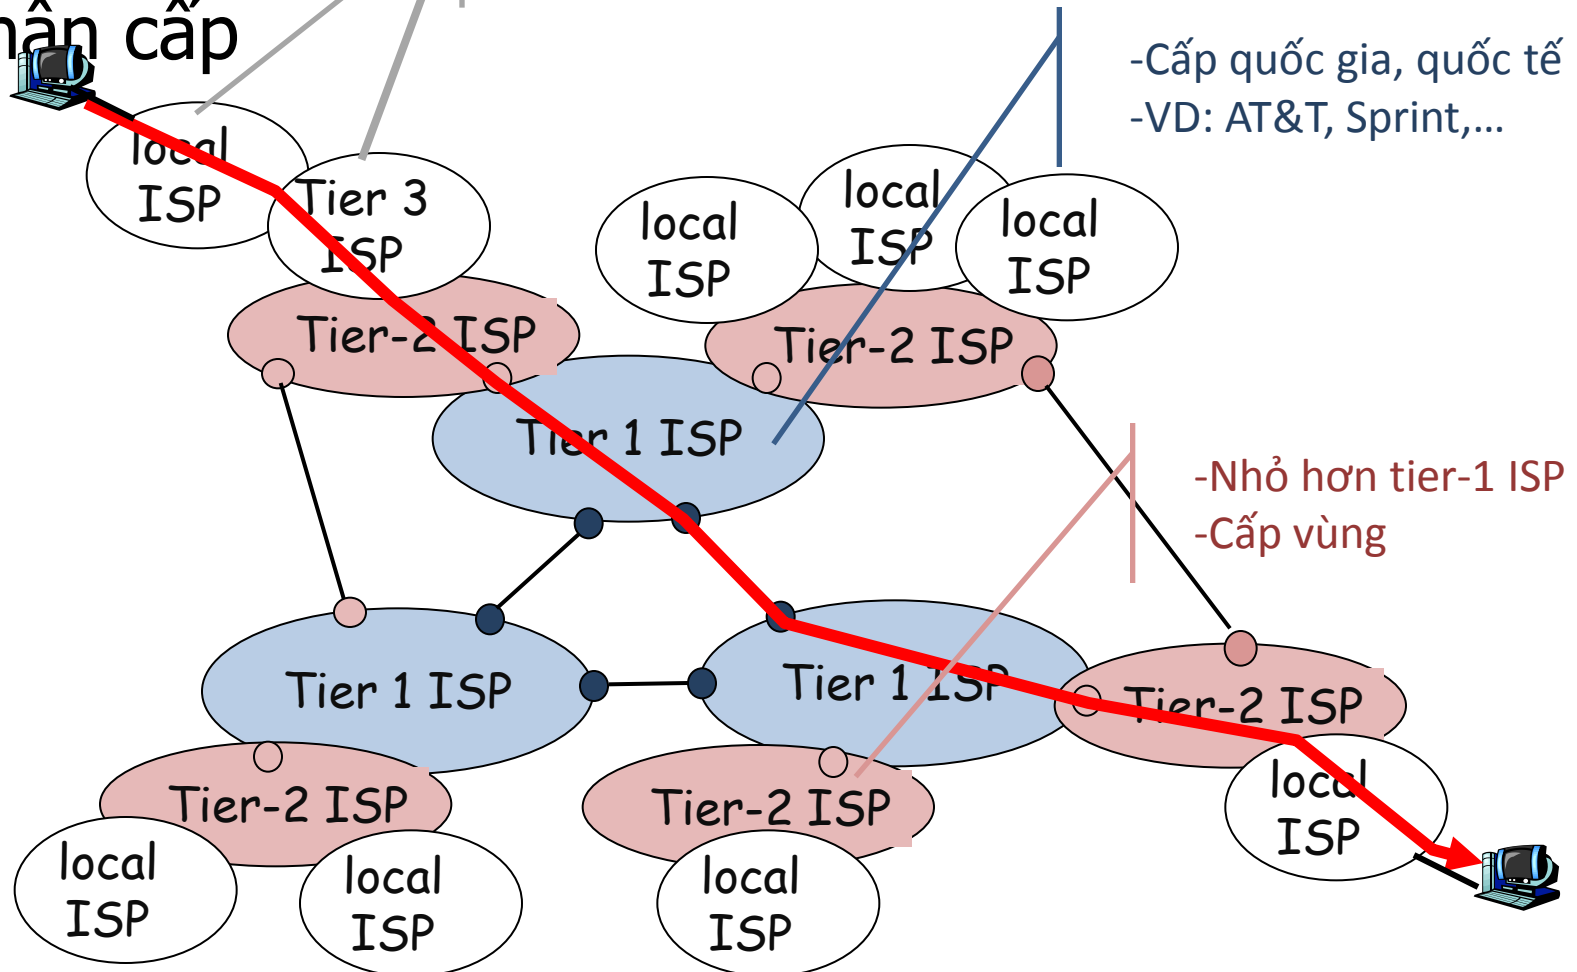 hân cấp
-Cấp quốc gia, quốc tế
-VD: AT&T, Sprint,...
local
ISP
Tier 3
ISP
local
ISP
local
ISP
local
ISP
Tier-2 ISP
Tier-2 ISP
Tier 1 ISP
-Nhỏ hơn tier-1 ISP
-Cấp vùng
Tier 1 ISP
Tier 1 ISP
Tier-2 ISP
Tier-2 ISP
Tier-2 ISP
local
ISP
local
ISP
local
ISP
local
ISP